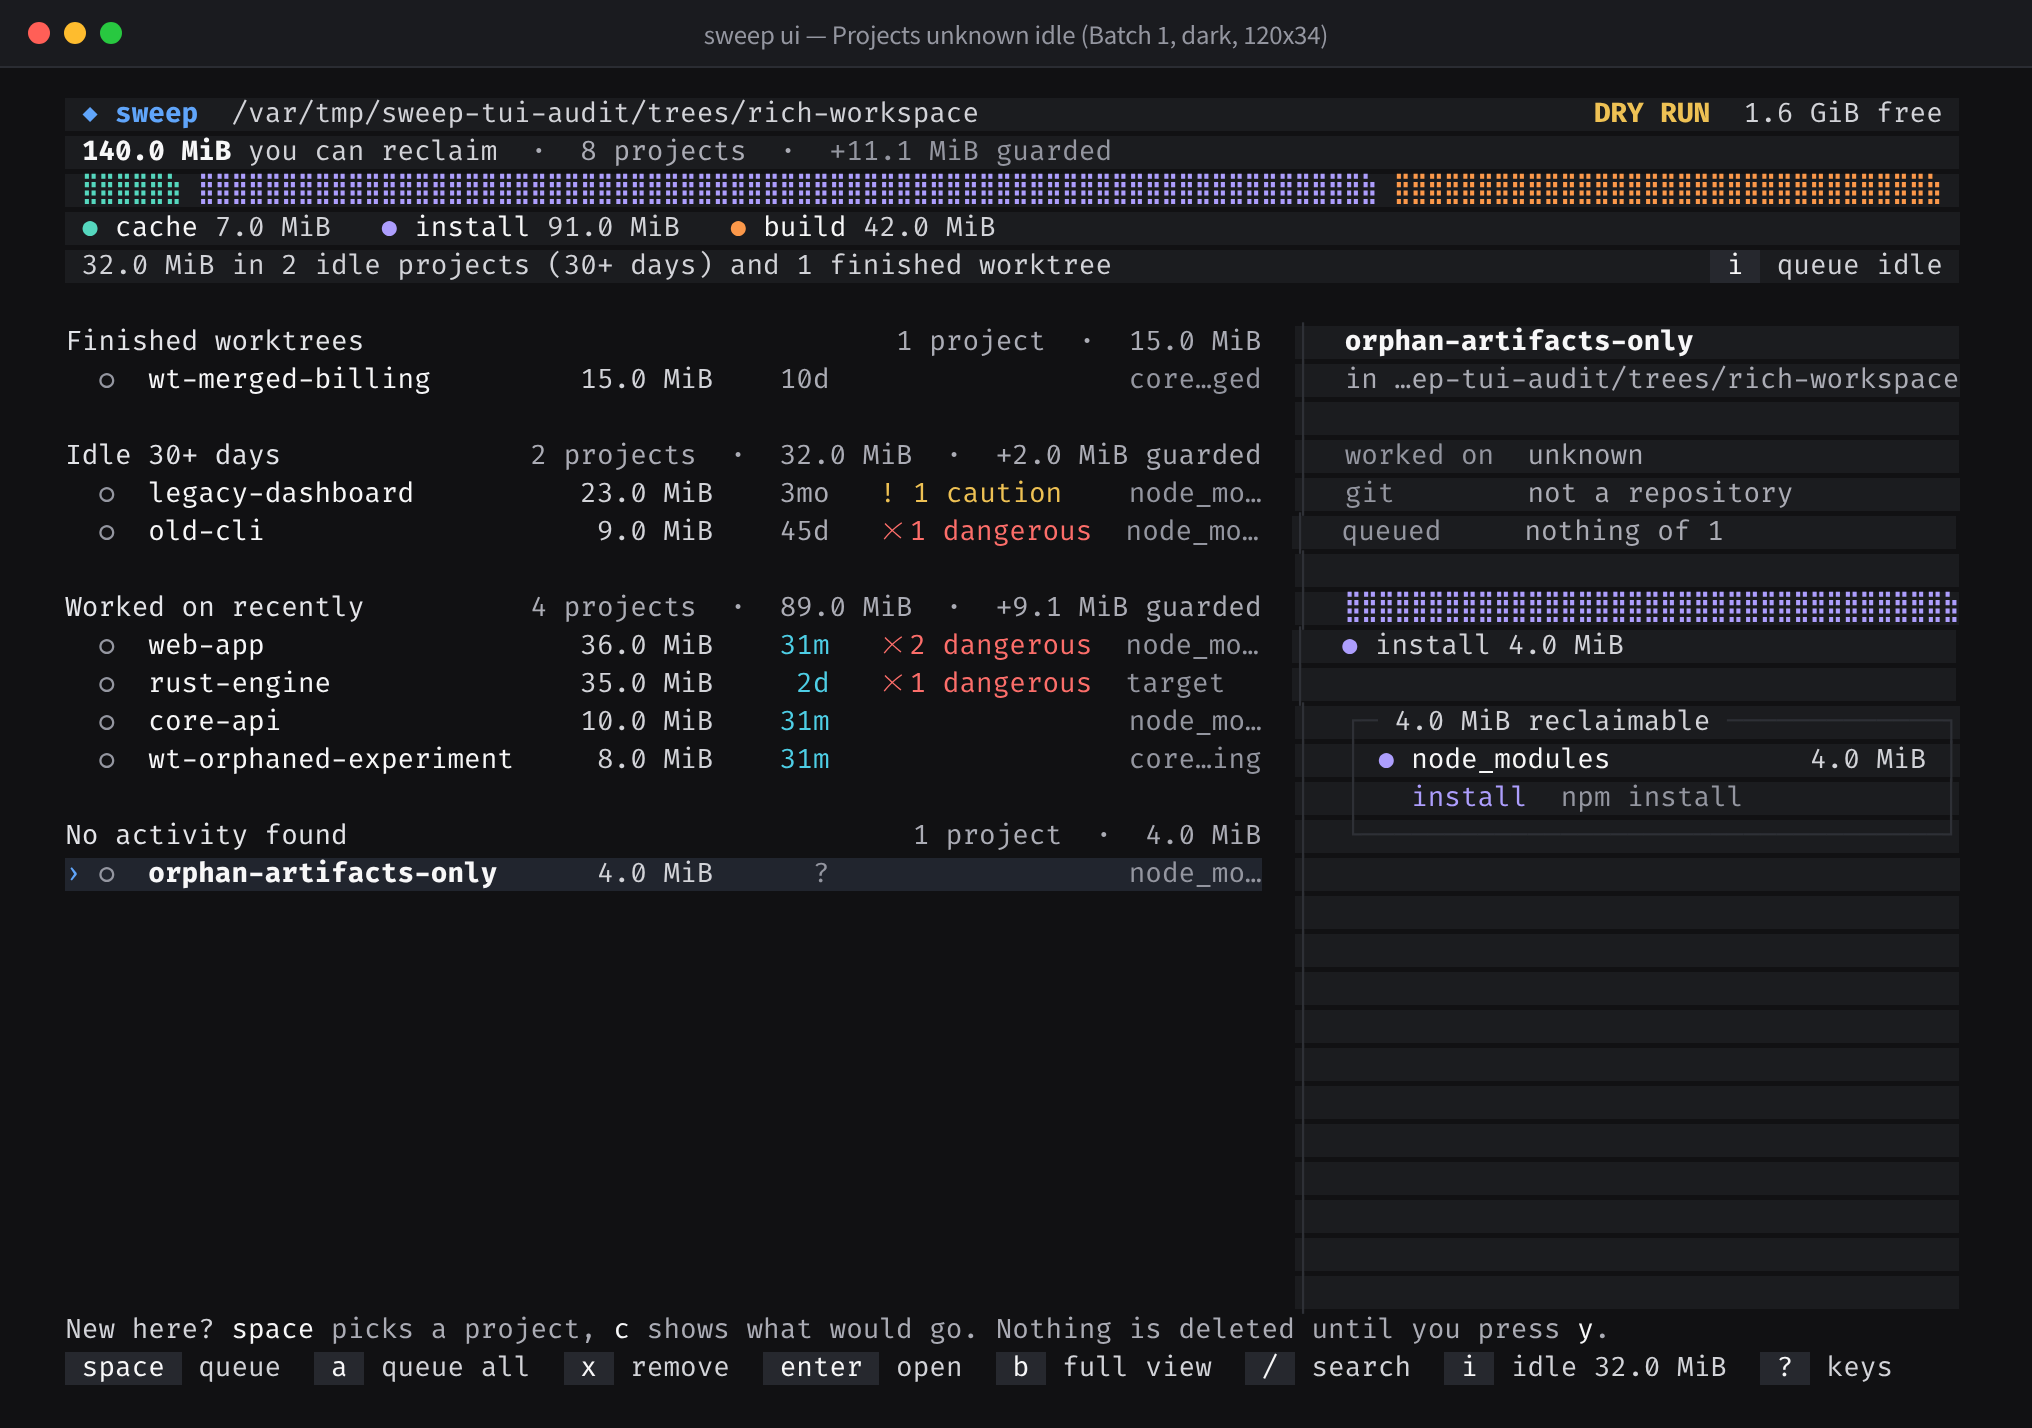 sweep ui — Projects unknown idle (Batch 1, dark, 120x34)
◆ sweep /var/tmp/sweep-tui-audit/trees/rich-workspace DRY RUN 1.6 GiB free
140.0 MiB you can reclaim · 8 projects · +11.1 MiB guarded
● cache 7.0 MiB ● install 91.0 MiB ● build 42.0 MiB
32.0 MiB in 2 idle projects (30+ days) and 1 finished worktree i queue idle
Finished worktrees 1 project · 15.0 MiB
○ wt-merged-billing 15.0 MiB 10d core…ged
Idle 30+ days 2 projects · 32.0 MiB · +2.0 MiB guarded
○ legacy-dashboard 23.0 MiB 3mo ! 1 caution node_mo…
○ old-cli 9.0 MiB 45d ✕ 1 dangerous node_mo…
Worked on recently 4 projects · 89.0 MiB · +9.1 MiB guarded
○ web-app 36.0 MiB 31m ✕ 2 dangerous node_mo…
○ rust-engine 35.0 MiB 2d ✕ 1 dangerous target
○ core-api 10.0 MiB 31m node_mo…
○ wt-orphaned-experiment 8.0 MiB 31m core…ing
No activity found 1 project · 4.0 MiB
› ○ orphan-artifacts-only 4.0 MiB ? node_mo…
orphan-artifacts-only
in …ep-tui-audit/trees/rich-workspace
worked on unknown
git not a repository
queued nothing of 1
● install 4.0 MiB
4.0 MiB reclaimable
● node_modules 4.0 MiB
install npm install
New here? space picks a project, c shows what would go. Nothing is deleted until you press y.
space queue a queue all x remove enter open b full view / search i idle 32.0 MiB ? keys